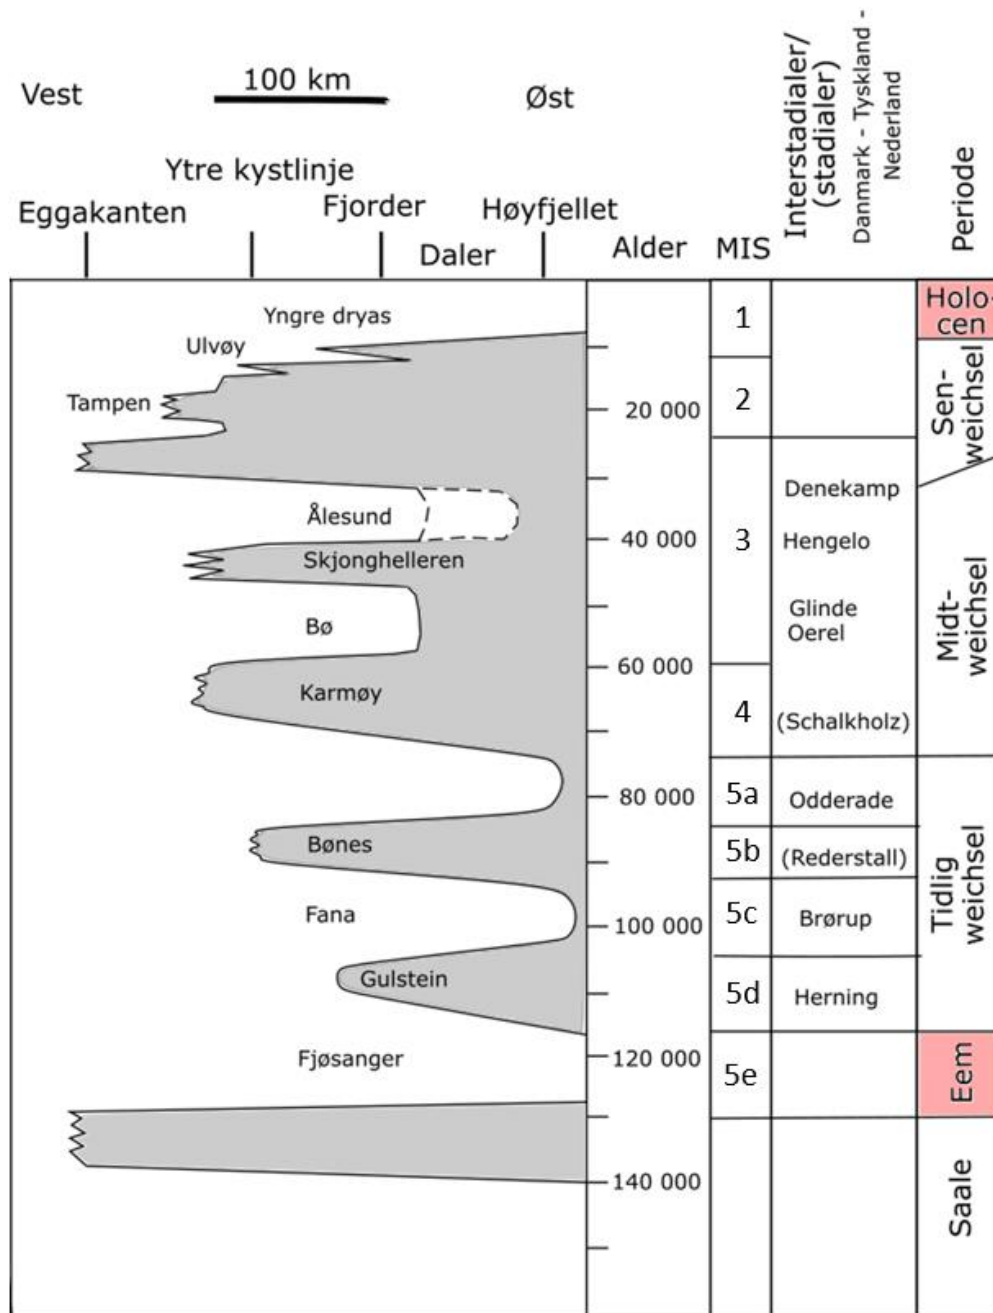 Vest
100 km
Øst
Ytre kystlinje
Eggakanten
Fjorder
Høyfjellet
Daler
Alder
MIS
Interstadialer/
(stadialer)
Danmark - Tyskland -
Nederland
Periode
Yngre dryas
Ulvøy
Tampen
Ålesund
Skjonghelleren
Bø
Karmøy
Bønes
Fana
Gulstein
Fjøsanger
20 000
40 000
60 000
80 000
100 000
120 000
140 000
1
2
3
4
5a
5b
5c
5d
5e
Denekamp
Hengelo
Glinde
Oerel
(Schalkholz)
Odderade
(Rederstall)
Brørup
Herning
Holo-
cen
Sen-
weichsel
Midt-
weichsel
Tidlig
weichsel
Eem
Saale